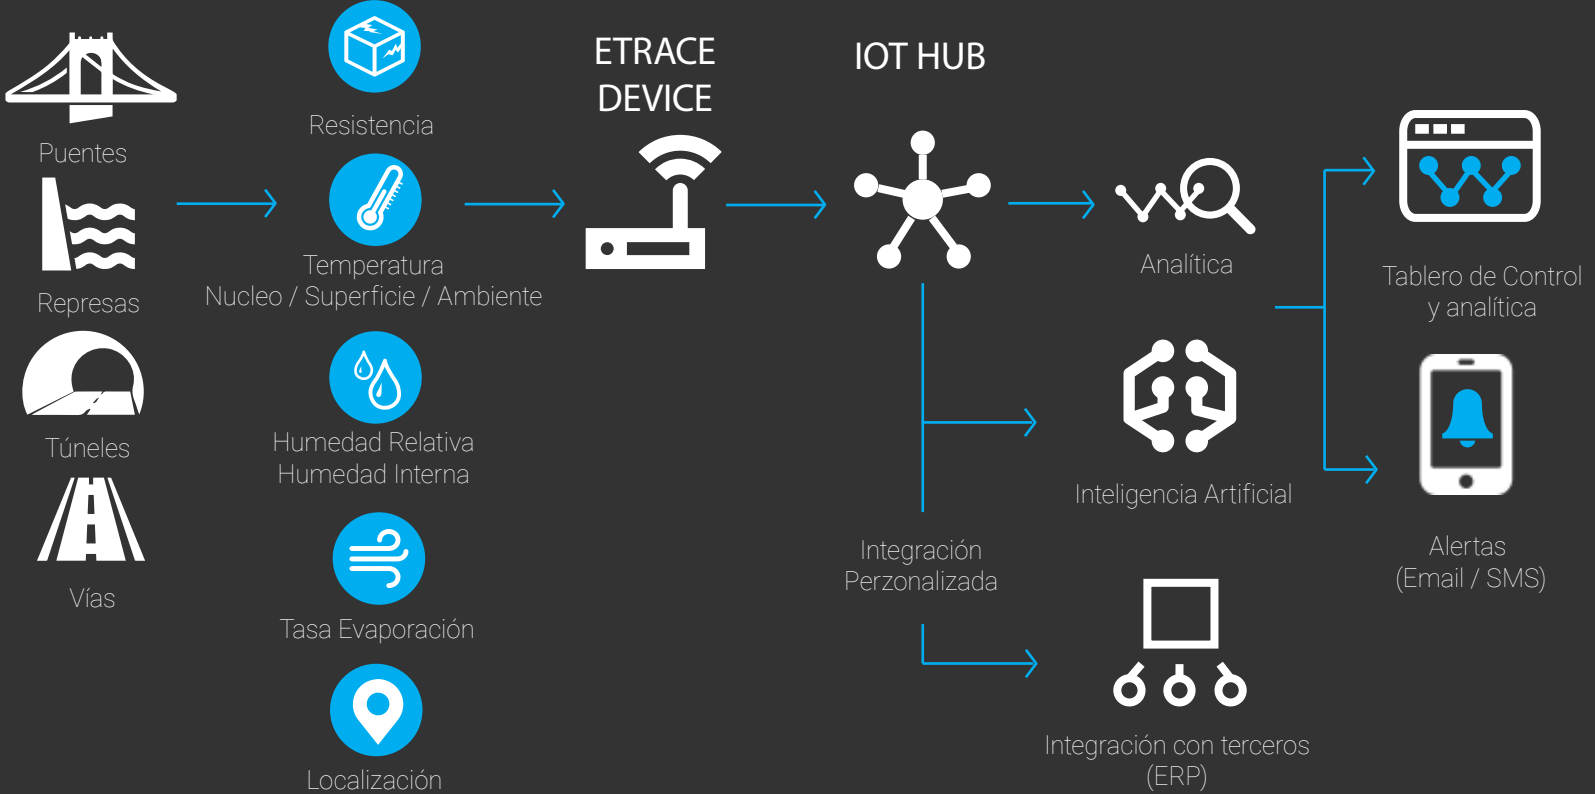 Puentes
Represas
Túneles
Vías
Resistencia
Temperatura
Nucleo / Superficie / Ambiente
Humedad Relativa
Humedad Interna
Tasa Evaporación
Localización
ETRACE
DEVICE
IOT HUB
Integración
Perzonalizada
Analítica
Inteligencia Artificial
Integración con terceros
(ERP)
Tablero de Control
y analítica
Alertas
(Email / SMS)